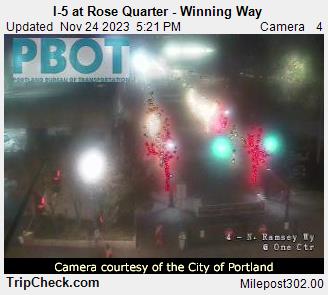 I-5 at Rose Quarter - Winning Way
Updated Nov 24 2023 5:21 PM Camera 4
PBOT
PORTLAND BUREAU OF TRANSPORTATION
4 - N. Ramsey Wy
@ One Ctr
Camera courtesy of the City of Portland
TripCheck.com Milepost302.00